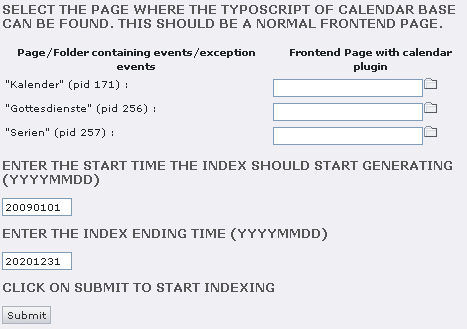 SELECT THE PAGE WHERE THE TYPOSCRIPT OF CALENDAR BASE
CAN BE FOUND. THIS SHOULD BE A NORMAL FRONTEND PAGE.
Page/Folder containing events/exception events
Frontend Page with calendar plugin
"Kalender" (pid 171) :
"Gottesdienste" (pid 256) :
"Serien" (pid 257) :
ENTER THE START TIME THE INDEX SHOULD START GENERATING
(YYYYMMDD)
20090101
ENTER THE INDEX ENDING TIME (YYYYMMDD)
20201231
CLICK ON SUBMIT TO START INDEXING
Submit